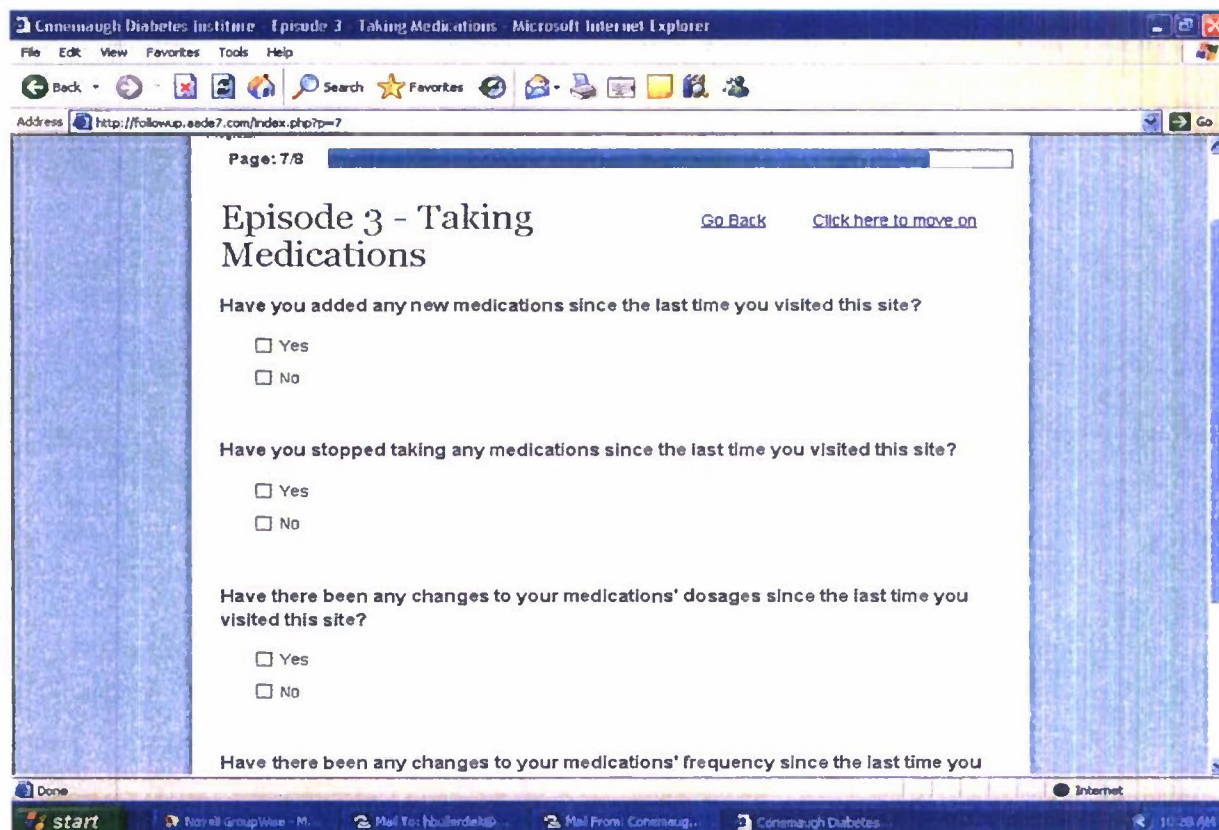 Conemaugh Diabetes Institute - Episode 3 - Taking Medications - Microsoft Internet Explorer
File Edit View Favorites Tools Help
Back Search Favorites
Address http://followup.aade7.com/index.php?p=7 Go
Progress:
Page: 7/8
Episode 3 - Taking Medications
Go Back Click here to move on
Have you added any new medications since the last time you visited this site?
Yes
No
Have you stopped taking any medications since the last time you visited this site?
Yes
No
Have there been any changes to your medications' dosages since the last time you
visited this site?
Yes
No
Have there been any changes to your medications' frequency since the last time you
Done Internet
start Novell GroupWise - M... Mail To: Mail From: Conemaug... Conemaugh Diabetes... 10:28 AM